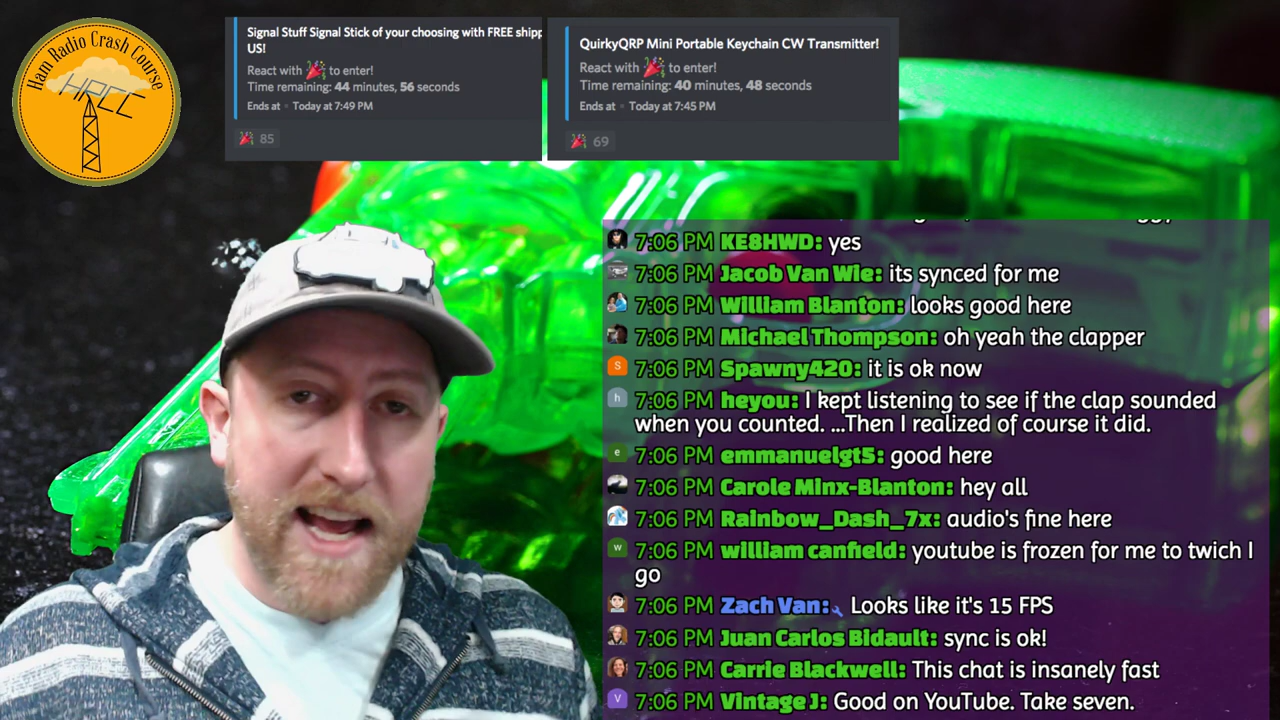 Ham Radio Crash Course
HRCC
Signal Stuff Signal Stick of your choosing with FREE shipp
US!
React with 🎉 to enter!
Time remaining: 44 minutes, 56 seconds
Ends at • Today at 7:49 PM
🎉 85
QuirkyQRP Mini Portable Keychain CW Transmitter!
React with 🎉 to enter!
Time remaining: 40 minutes, 48 seconds
Ends at • Today at 7:45 PM
🎉 69
7:06 PM KE8HWD: yes
7:06 PM Jacob Van Wie: its synced for me
7:06 PM William Blanton: looks good here
7:06 PM Michael Thompson: oh yeah the clapper
S 7:06 PM Spawny420: it is ok now
h 7:06 PM heyou: I kept listening to see if the clap sounded
when you counted. ...Then I realized of course it did.
e 7:06 PM emmanuelgt5: good here
7:06 PM Carole Minx-Blanton: hey all
7:06 PM Rainbow_Dash_7x: audio's fine here
w 7:06 PM william canfield: youtube is frozen for me to twich I
go
7:06 PM Zach Van: Looks like it's 15 FPS
7:06 PM Juan Carlos Bidault: sync is ok!
7:06 PM Carrie Blackwell: This chat is insanely fast
V 7:06 PM Vintage J: Good on YouTube. Take seven.